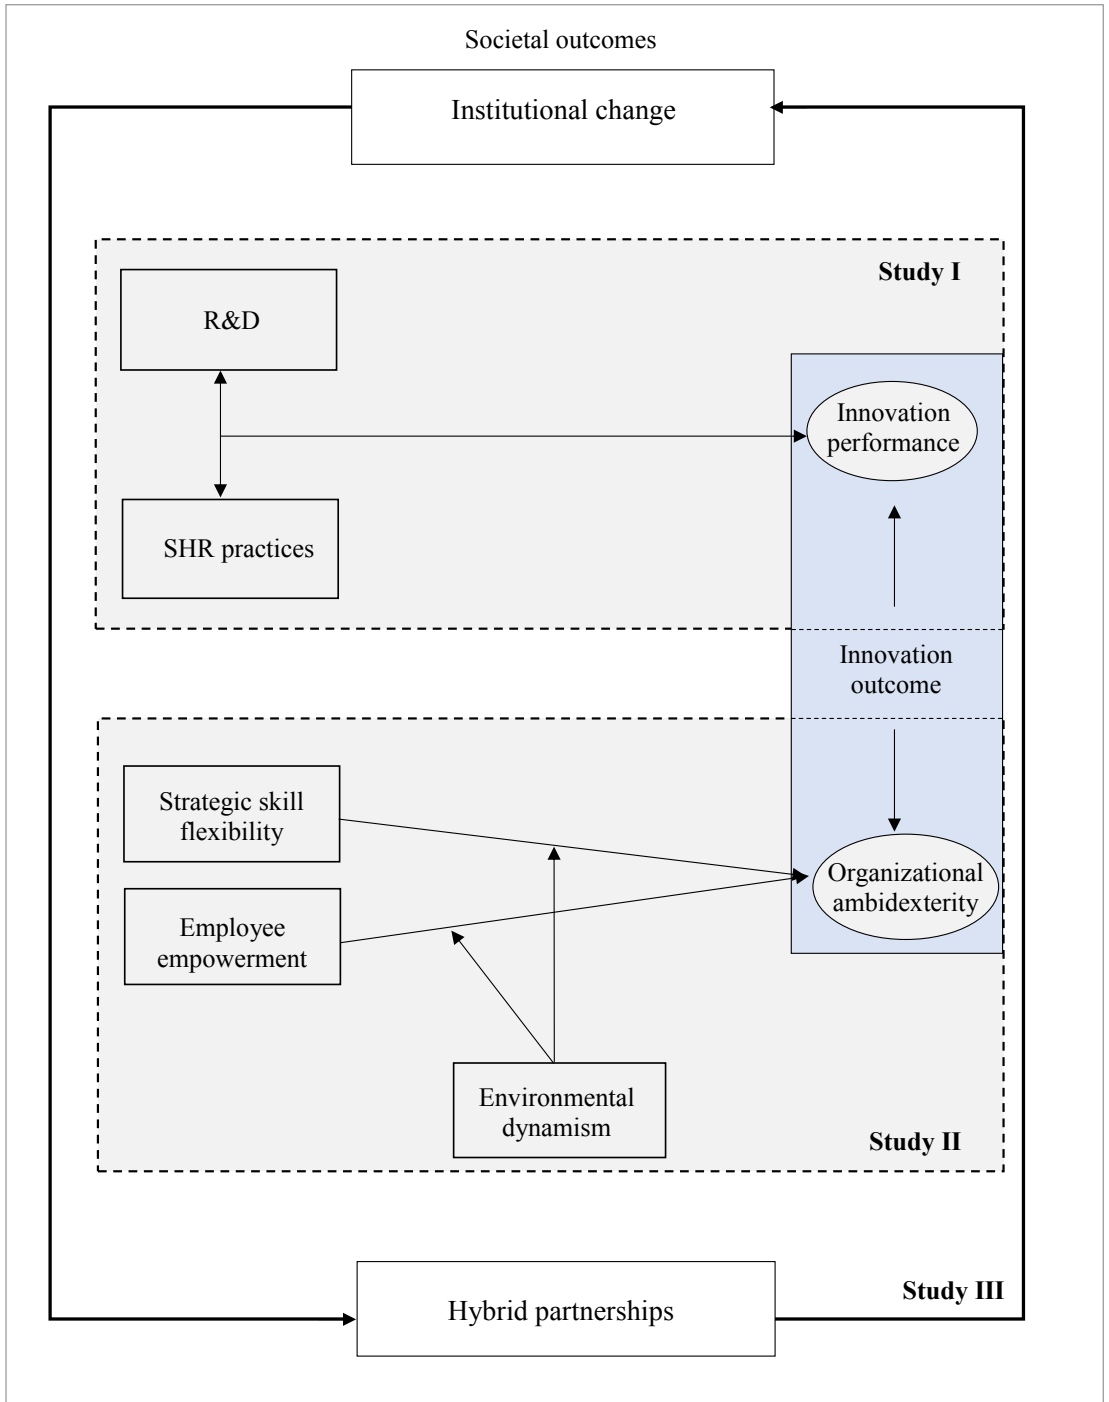 Societal outcomes
Institutional change
Study I
R&D
Innovation
performance
SHR practices
Innovation
outcome
Strategic skill
flexibility
Organizational
ambidexterity
Employee
empowerment
Environmental
dynamism
Study II
Study III
Hybrid partnerships